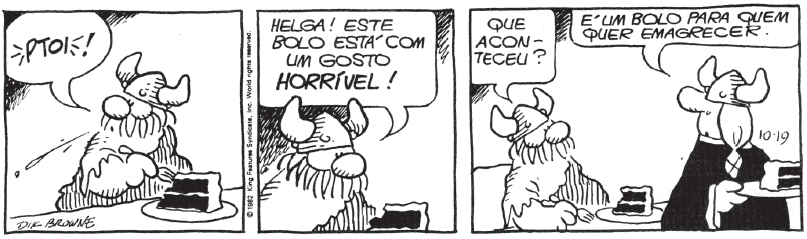 PTOI!
DIK BROWNE
© 1982 King Features Syndicate, Inc. World rights reserved.
HELGA! ESTE
BOLO ESTÁ COM
UM GOSTO
HORRÍVEL!
QUE
ACON-
TECEU?
É UM BOLO PARA QUEM
QUER EMAGRECER.
10-19